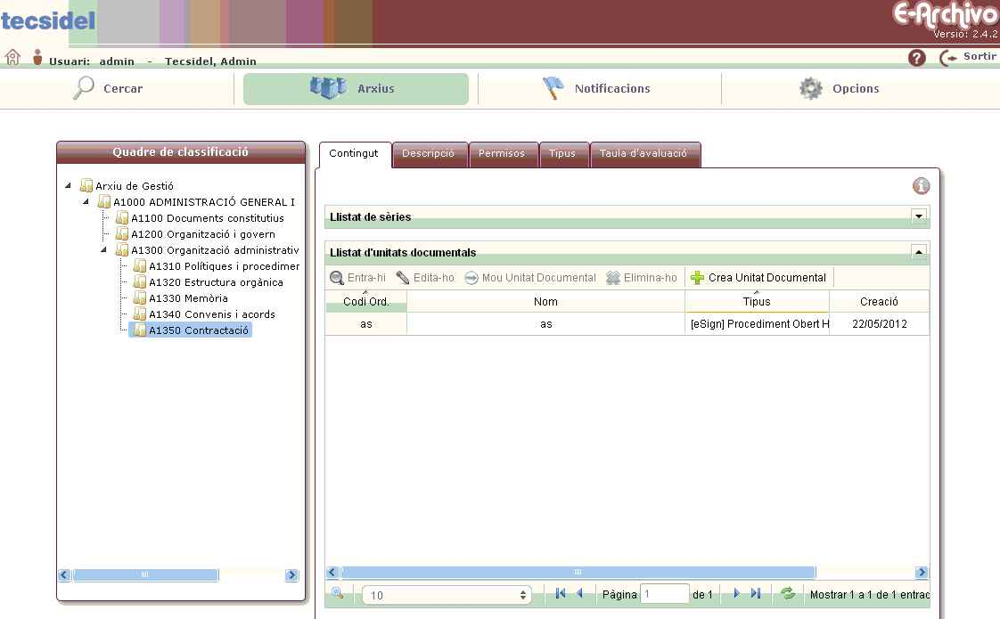 tecsidel
E-Archivo
Versió: 2.4.2
Usuari: admin - Tecsidel, Admin
? Sortir
Cercar Arxius Notificacions Opcions
Quadre de classificació
Arxiu de Gestió
A1000 ADMINISTRACIÓ GENERAL I
A1100 Documents constitutius
A1200 Organització i govern
A1300 Organització administrativ
A1310 Polítiques i procedimen
A1320 Estructura orgànica
A1330 Memòria
A1340 Convenis i acords
A1350 Contractació
Contingut Descripció Permisos Tipus Taula d'avaluació
Llistat de sèries
Llistat d'unitats documentals
Entra-hi Edita-ho Mou Unitat Documental Elimina-ho Crea Unitat Documental
Codi Ord. Nom Tipus Creació
as as [eSign] Procediment Obert H 22/05/2012
10 Pàgina 1 de 1 Mostrar 1 a 1 de 1 entrac